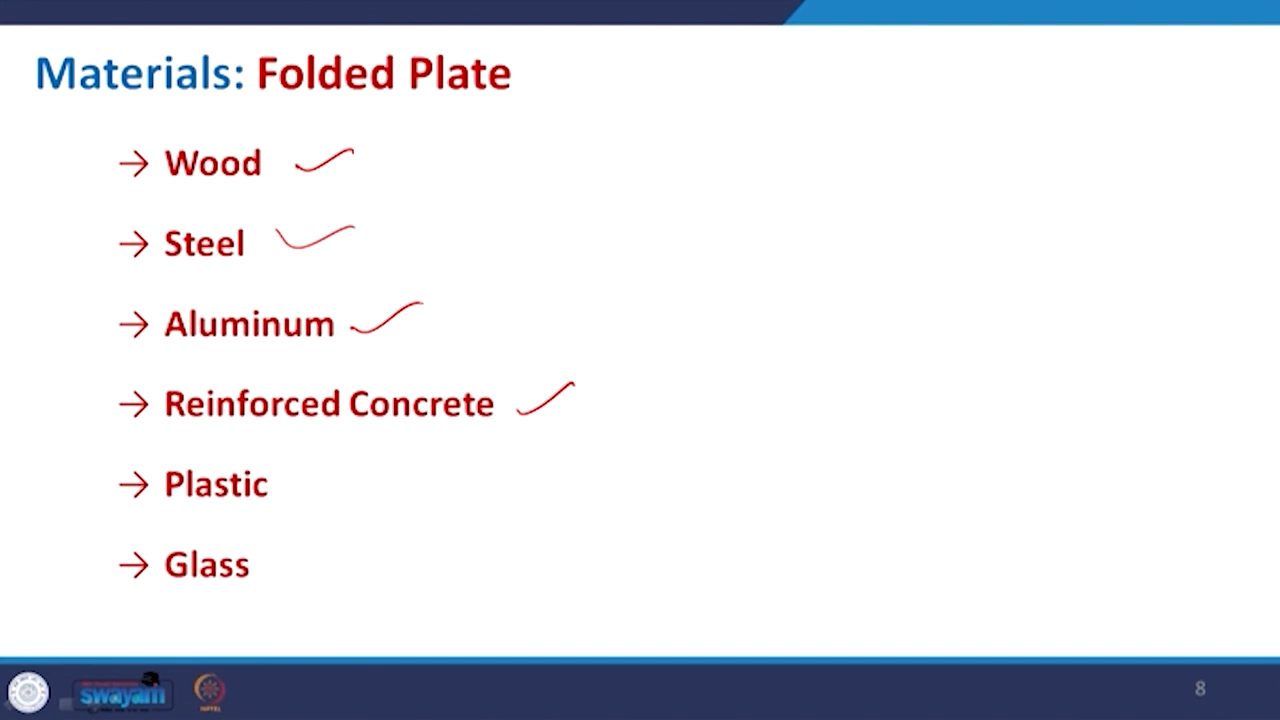 Materials: Folded Plate
→ Wood
→ Steel
→ Aluminum
→ Reinforced Concrete
→ Plastic
→ Glass
swayam
8